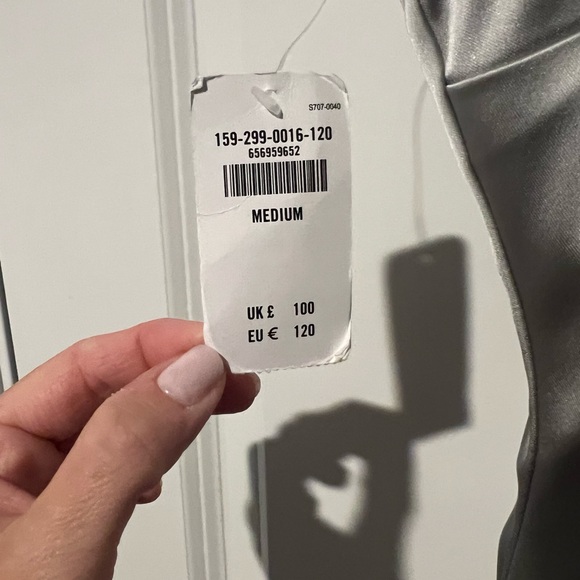 S707-0040
159-299-0016-120
656959652
MEDIUM
UK £ 100
EU € 120